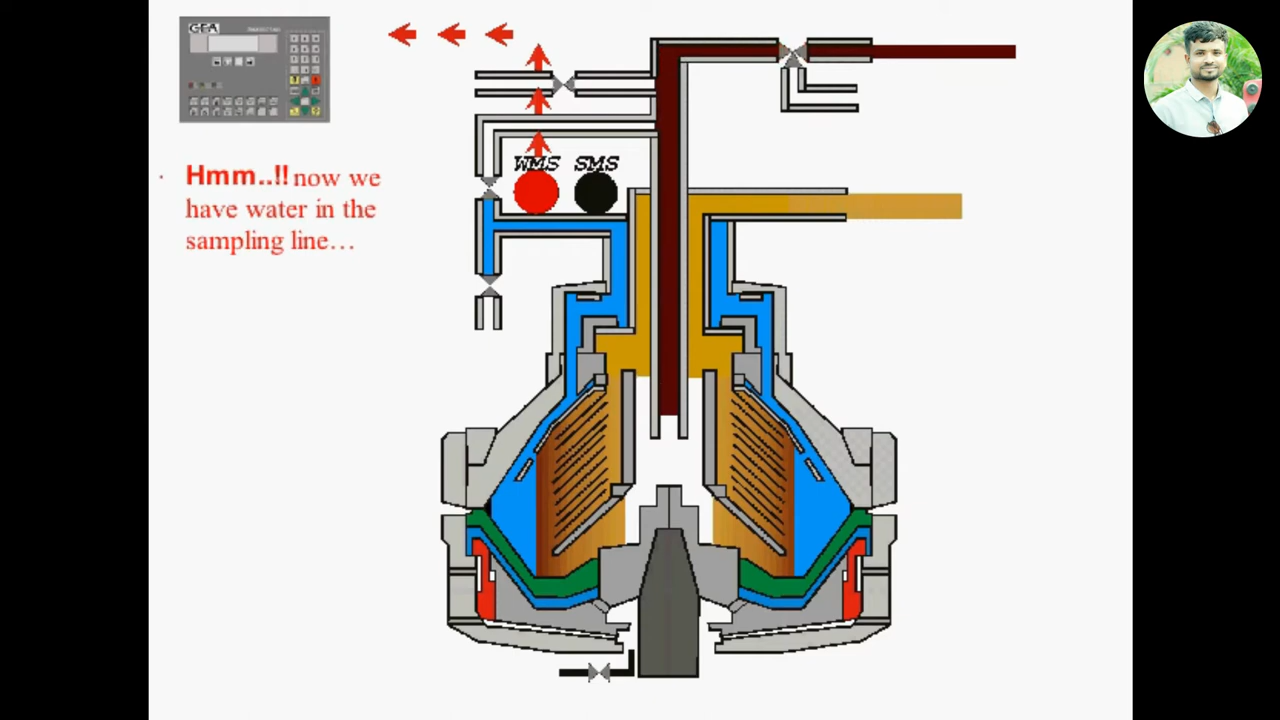 GEA
Hmm..!! now we
have water in the
sampling line...
WMS SMS